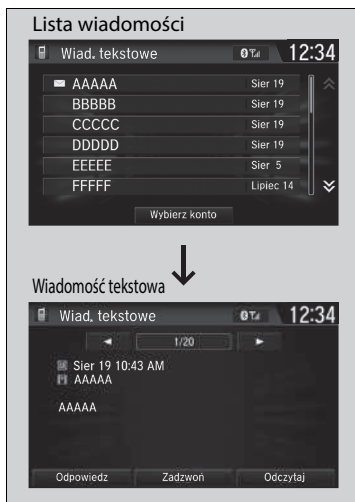 Lista wiadomości
Wiad. tekstowe 12:34
AAAAA Sier 19
BBBBB Sier 19
CCCCC Sier 19
DDDDD Sier 19
EEEEE Sier 5
FFFFF Lipiec 14
Wybierz konto
Wiadomość tekstowa
Wiad. tekstowe 12:34
1/20
Sier 19 10:43 AM
AAAAA
AAAAA
Odpowiedz Zadzwoń Odczytaj